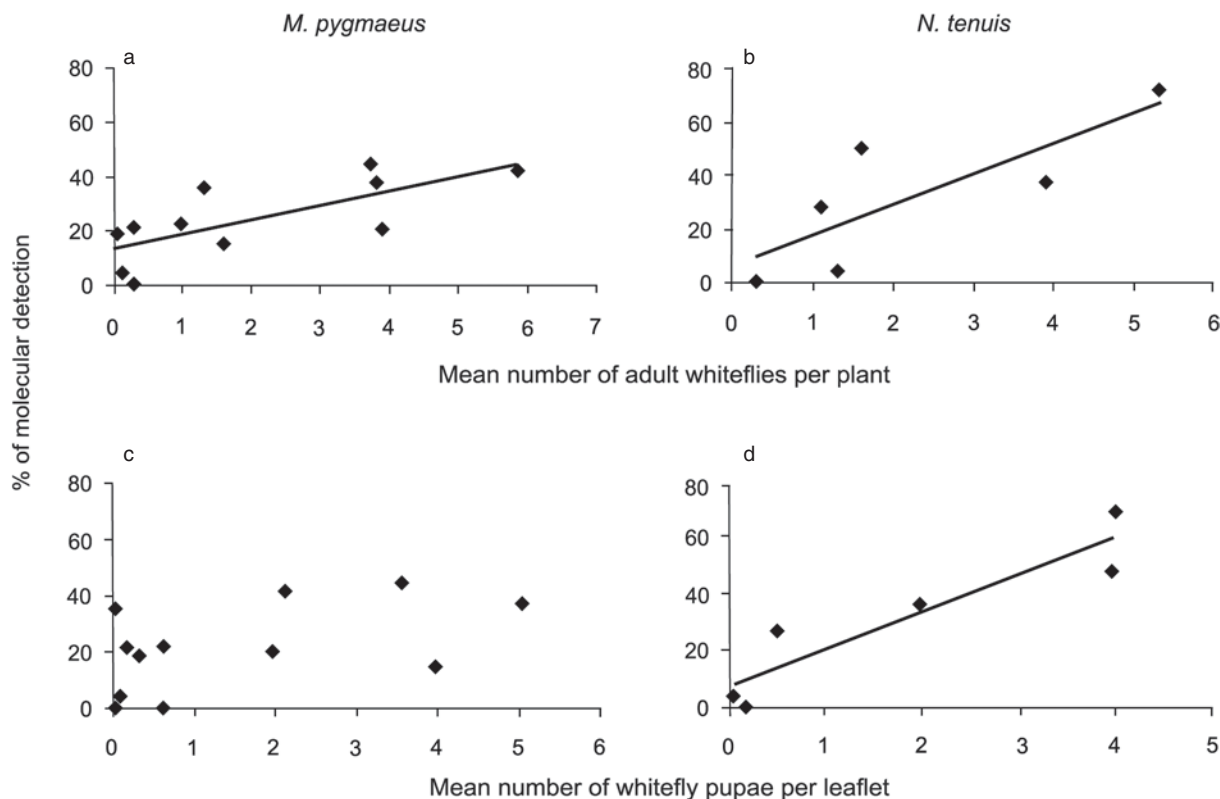 M. pygmaeus
N. tenuis
a
80
60
40
20
0
0 1 2 3 4 5 6 7
b
80
60
40
20
0
0 1 2 3 4 5 6
Mean number of adult whiteflies per plant
% of molecular detection
c
80
60
40
20
0
0 1 2 3 4 5 6
d
80
60
40
20
0
0 1 2 3 4 5
Mean number of whitefly pupae per leaflet